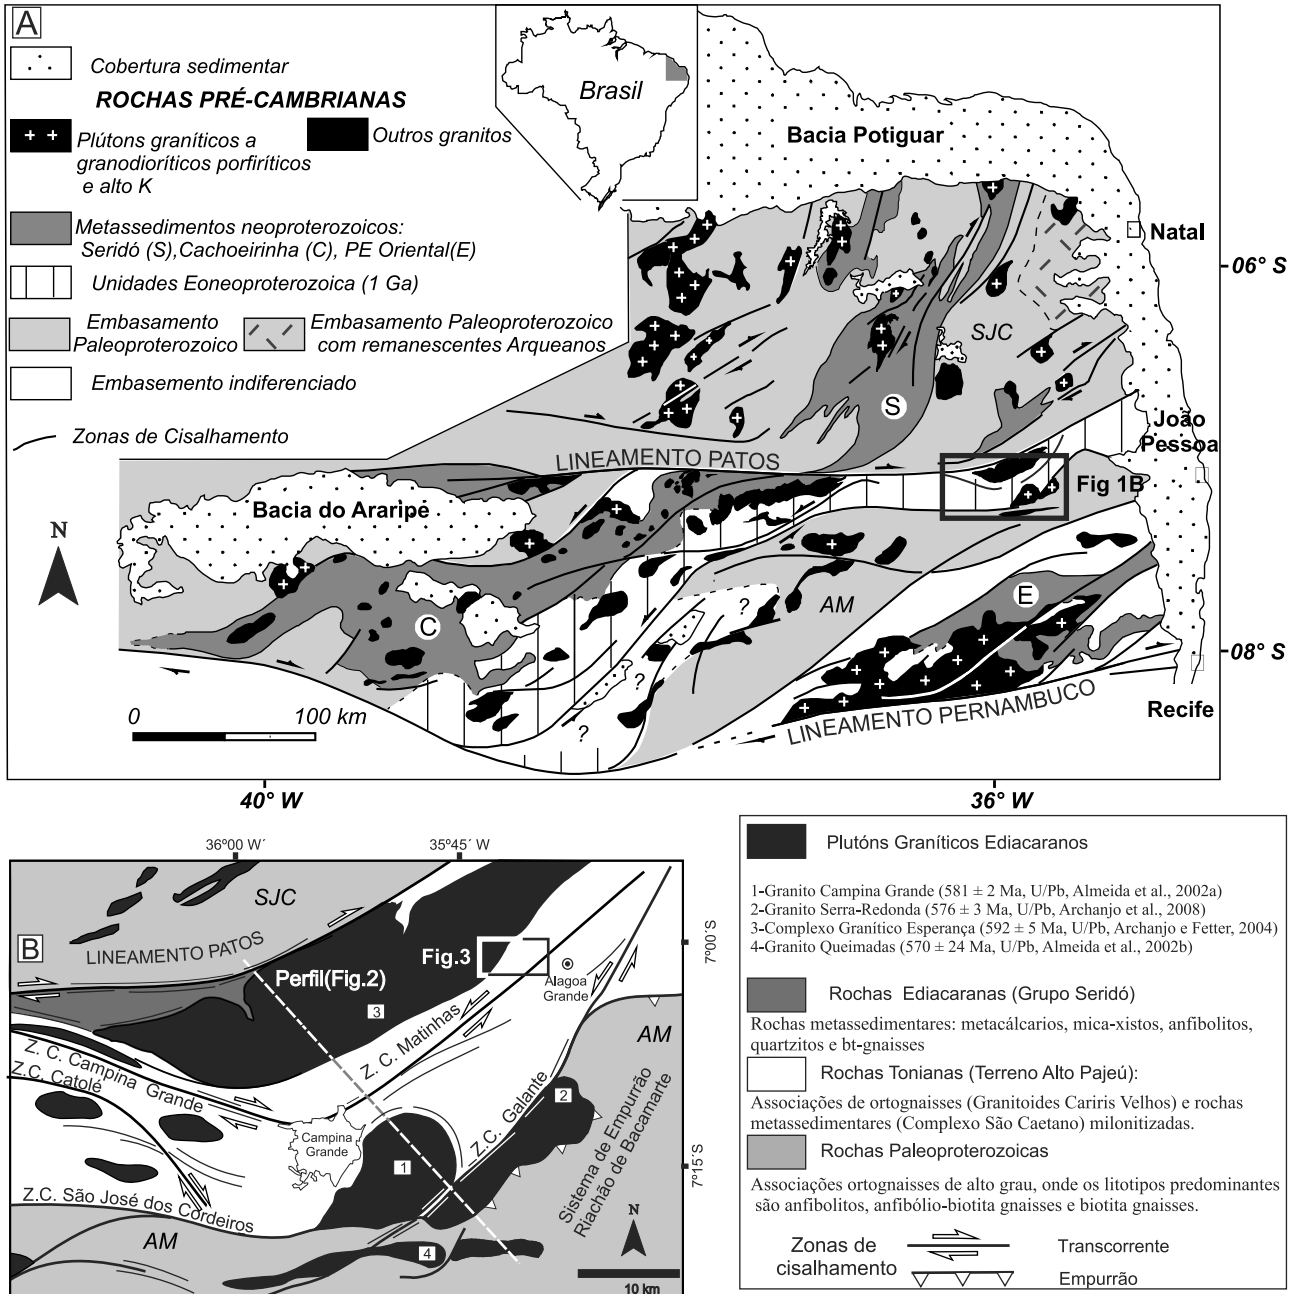 A
Cobertura sedimentar
ROCHAS PRÉ-CAMBRIANAS
Plútons graníticos a
granodioríticos porfiríticos
e alto K
Outros granitos
Metassedimentos neoproterozoicos:
Seridó (S),Cachoeirinha (C), PE Oriental(E)
Unidades Eoneoproterozoica (1 Ga)
Embasamento
Paleoproterozoico
Embasamento Paleoproterozoico
com remanescentes Arqueanos
Embasemento indiferenciado
Zonas de Cisalhamento
Brasil
Bacia Potiguar
Natal
06° S
SJC
S
João
Pessoa
LINEAMENTO PATOS
Fig 1B
Bacia do Araripe
N
C
AM
E
?
?
?
08° S
0
100 km
LINEAMENTO PERNAMBUCO
Recife
40° W
36° W
36º00 W´
35º45´ W
B
SJC
LINEAMENTO PATOS
Perfil(Fig.2)
Fig.3
Alagoa
Grande
7º00´S
3
Z. C. Matinhas
AM
Z. C. Campina Grande
Z.C. Catolé
Campina
Grande
1
2
Z.C. Galante
Sistema de Empurrão
Riachão de Bacamarte
7º15´S
Z.C. São José dos Cordeiros
AM
4
N
10 km
Plutóns Graníticos Ediacaranos
1-Granito Campina Grande (581 ± 2 Ma, U/Pb, Almeida et al., 2002a)
2-Granito Serra-Redonda (576 ± 3 Ma, U/Pb, Archanjo et al., 2008)
3-Complexo Granítico Esperança (592 ± 5 Ma, U/Pb, Archanjo e Fetter, 2004)
4-Granito Queimadas (570 ± 24 Ma, U/Pb, Almeida et al., 2002b)
Rochas Ediacaranas (Grupo Seridó)
Rochas metassedimentares: metacálcarios, mica-xistos, anfibolitos,
quartzitos e bt-gnaisses
Rochas Tonianas (Terreno Alto Pajeú):
Associações de ortognaisses (Granitoides Cariris Velhos) e rochas
metassedimentares (Complexo São Caetano) milonitizadas.
Rochas Paleoproterozoicas
Associações ortognaisses de alto grau, onde os litotipos predominantes
são anfibolitos, anfibólio-biotita gnaisses e biotita gnaisses.
Zonas de
cisalhamento
Transcorrente
Empurrão